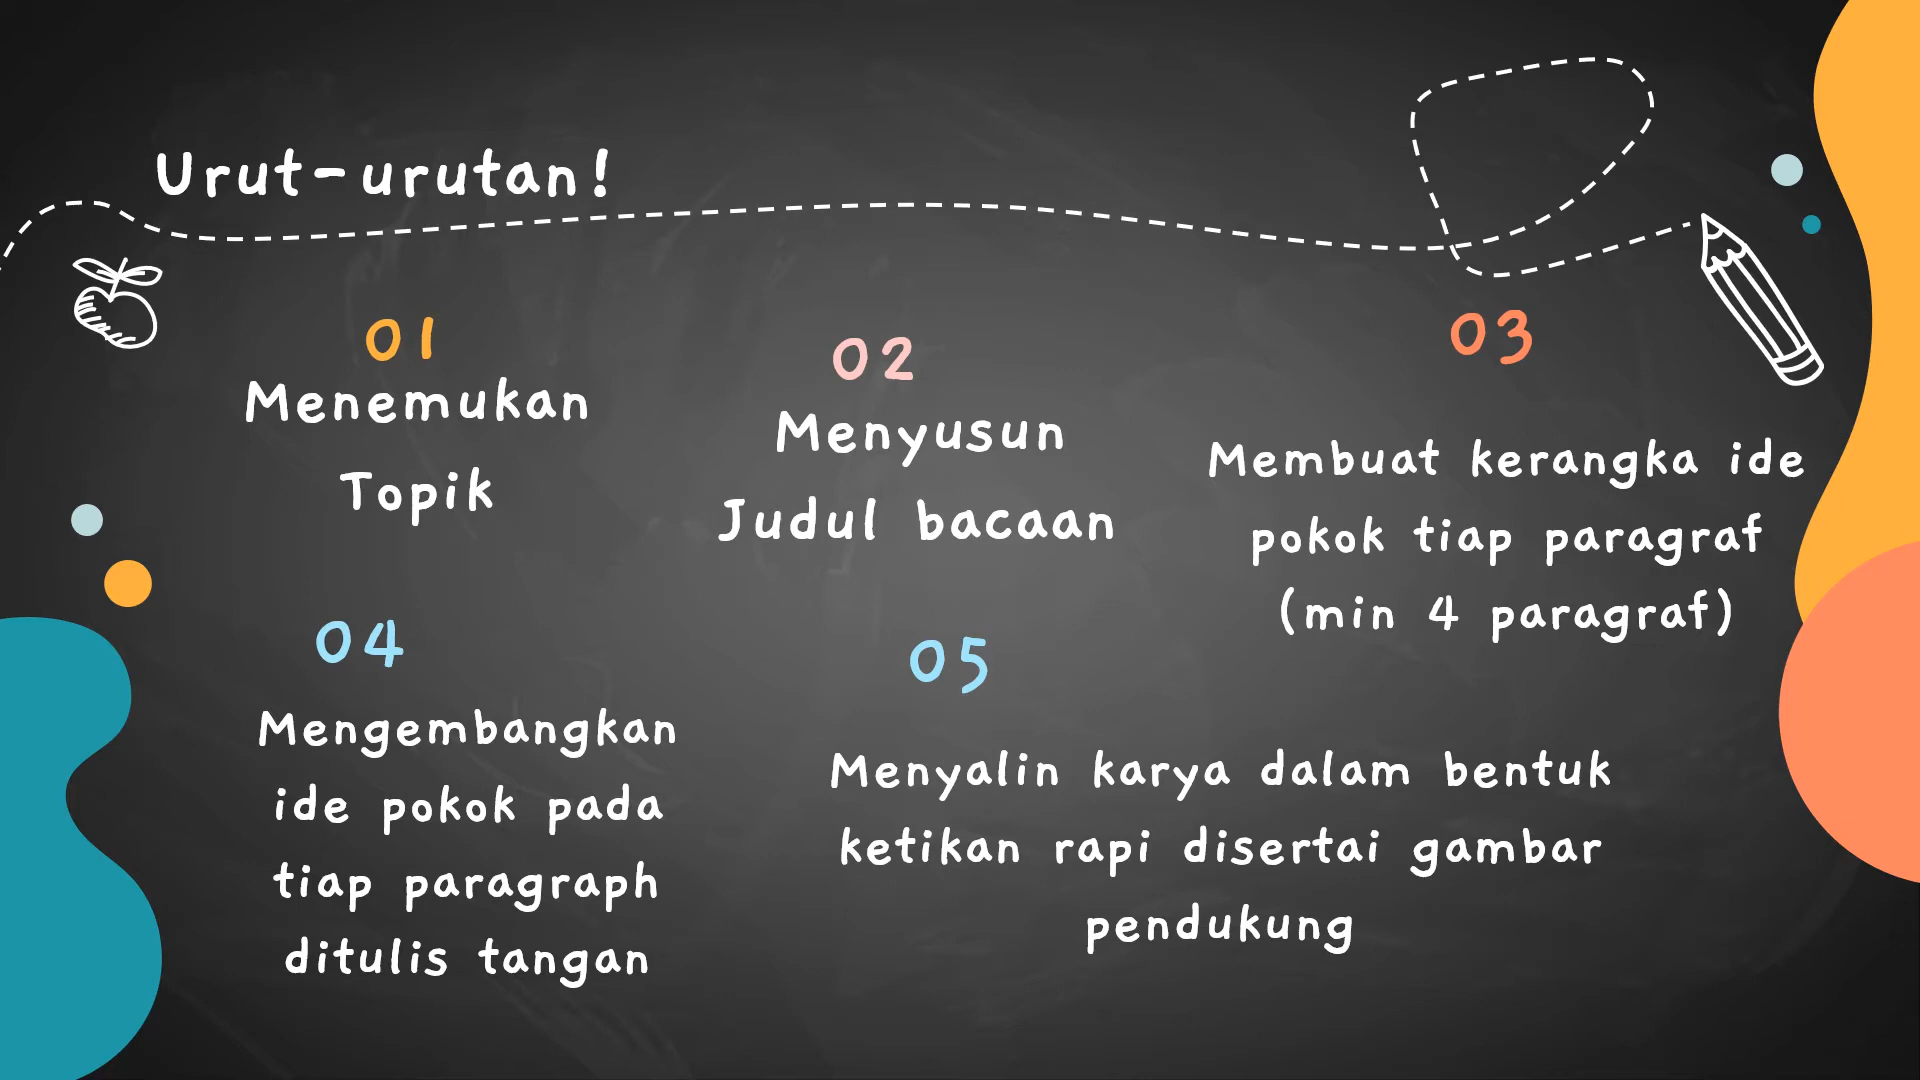 Urut-urutan!
01
Menemukan
Topik
02
Menyusun
Judul bacaan
03
Membuat kerangka ide
pokok tiap paragraf
(min 4 paragraf)
04
Mengembangkan
ide pokok pada
tiap paragraph
ditulis tangan
05
Menyalin karya dalam bentuk
ketikan rapi disertai gambar
pendukung